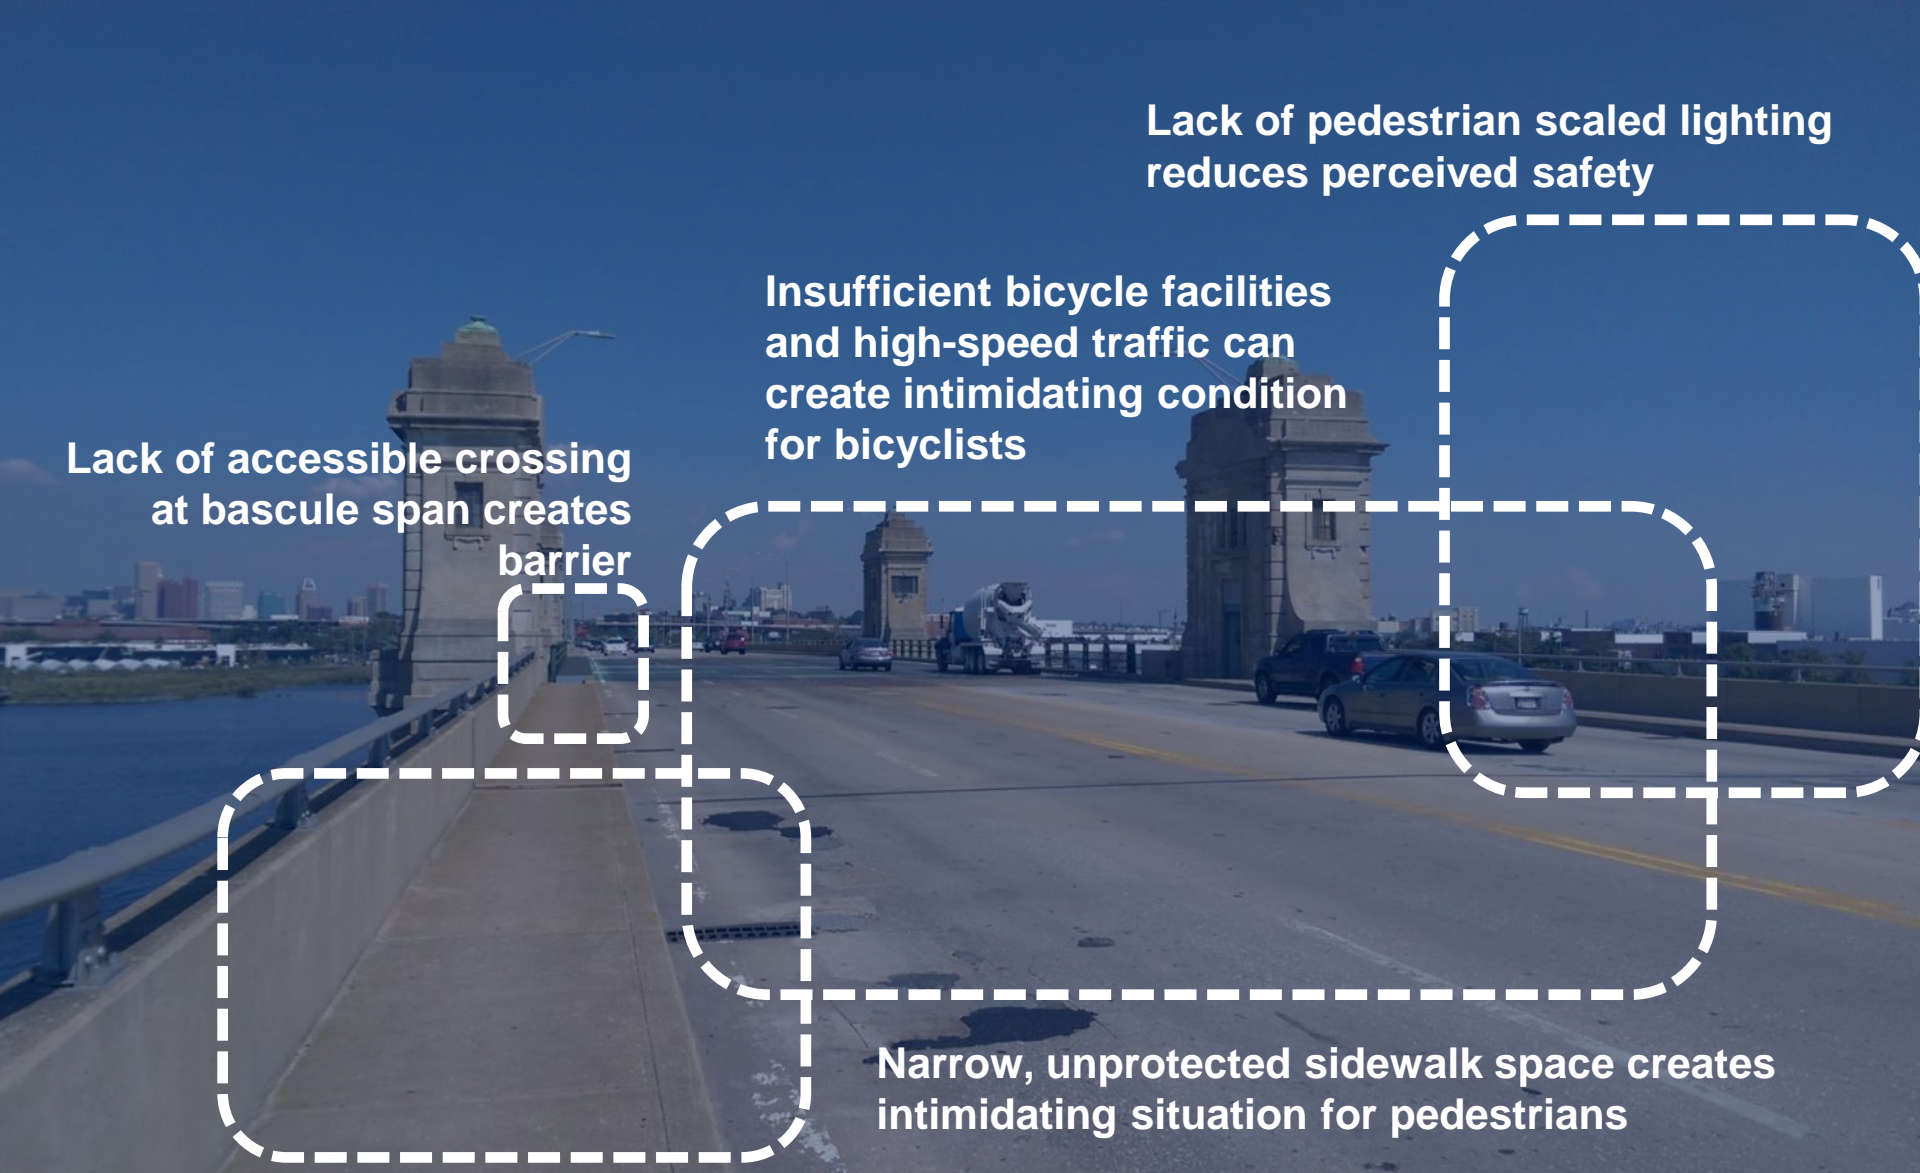 Lack of pedestrian scaled lighting
reduces perceived safety
Insufficient bicycle facilities
and high-speed traffic can
create intimidating condition
for bicyclists
Lack of accessible crossing
at bascule span creates
barrier
Narrow, unprotected sidewalk space creates
intimidating situation for pedestrians